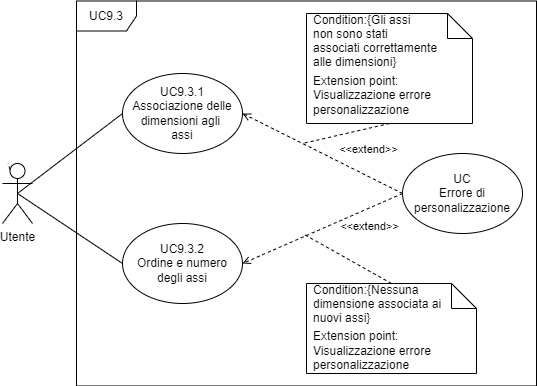 UC9.3
Condition:{Gli assi
non sono stati
associati correttamente
alle dimensioni}
Extension point:
Visualizzazione errore
personalizzazione
UC9.3.1
Associazione delle
dimensioni agli
assi
<<extend>>
UC
Errore di
personalizzazione
Utente
<<extend>>
UC9.3.2
Ordine e numero
degli assi
Condition:{Nessuna
dimensione associata ai
nuovi assi}
Extension point:
Visualizzazione errore
personalizzazione